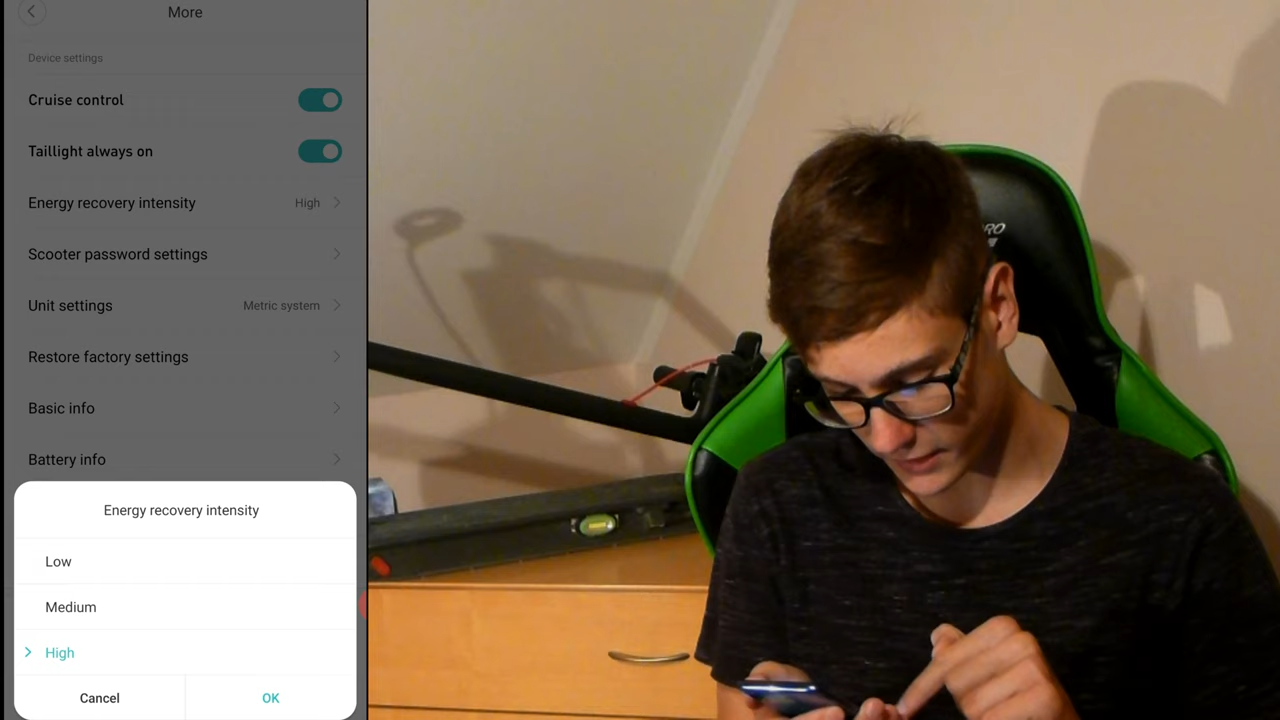 More
Device settings
Cruise control
Taillight always on
Energy recovery intensity High
Scooter password settings
Unit settings Metric system
Restore factory settings
Basic info
Battery info
Energy recovery intensity
Low
Medium
High
Cancel OK